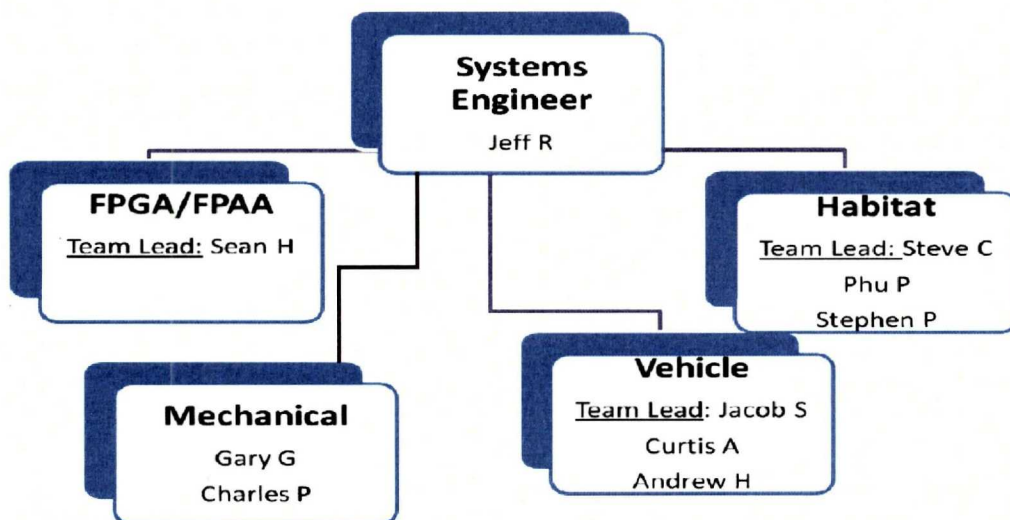 Systems
Engineer
Jeff R
FPGA/FPAA
Team Lead: Sean H
Habitat
Team Lead: Steve C
Phu P
Stephen P
Mechanical
Gary G
Charles P
Vehicle
Team Lead: Jacob S
Curtis A
Andrew H